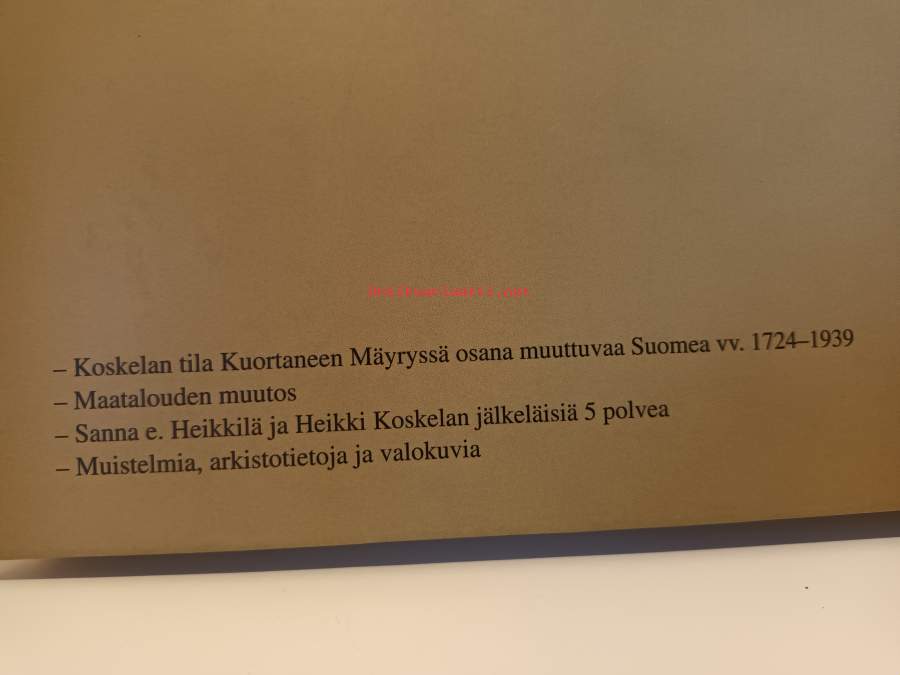 – Koskelan tila Kuortaneen Mäyryssä osana muuttuvaa Suomea vv. 1724–1939
– Maatalouden muutos
– Sanna e. Heikkilä ja Heikki Koskelan jälkeläisiä 5 polvea
– Muistelmia, arkistotietoja ja valokuvia